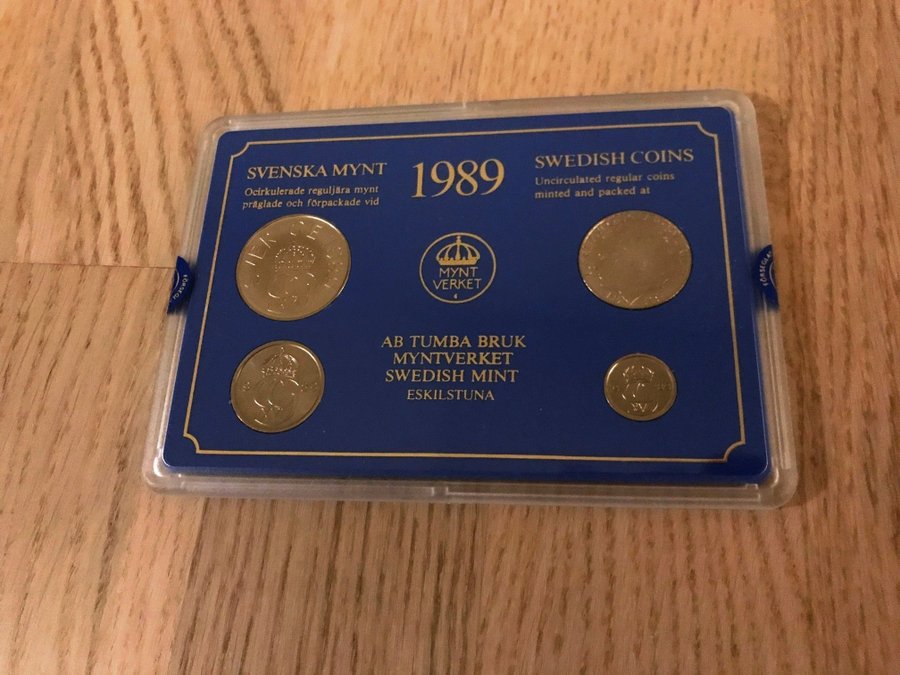 SVENSKA MYNT
Ocirkulerade reguljära mynt
präglade och förpackade vid
1989
SWEDISH COINS
Uncirculated regular coins
minted and packed at
MYNT
VERKET
AB TUMBA BRUK
MYNTVERKET
SWEDISH MINT
ESKILSTUNA